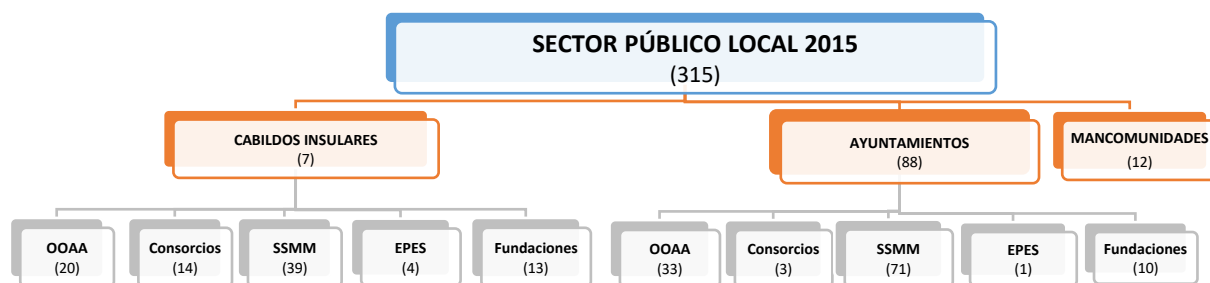 SECTOR PÚBLICO LOCAL 2015
(315)
CABILDOS INSULARES
(7)
AYUNTAMIENTOS
(88)
MANCOMUNIDADES
(12)
OOAA
(20)
Consorcios
(14)
SSMM
(39)
EPES
(4)
Fundaciones
(13)
OOAA
(33)
Consorcios
(3)
SSMM
(71)
EPES
(1)
Fundaciones
(10)